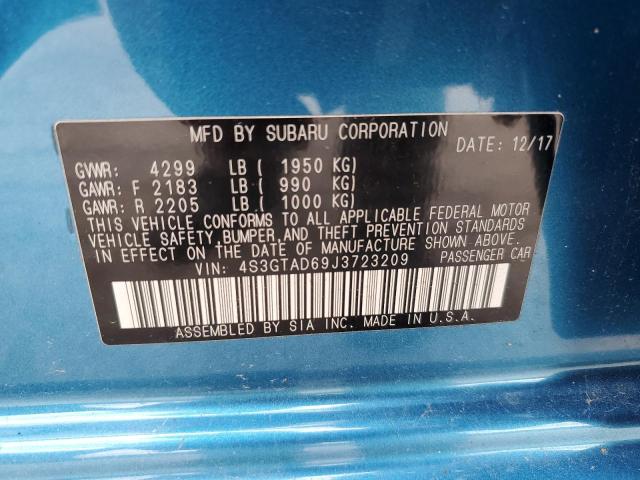 MFD BY SUBARU CORPORATION
DATE: 12/17
GVWR: 4299 LB ( 1950 KG)
GAWR: F 2183 LB ( 990 KG)
GAWR: R 2205 LB ( 1000 KG)
THIS VEHICLE CONFORMS TO ALL APPLICABLE FEDERAL MOTOR
VEHICLE SAFETY,BUMPER,AND THEFT PREVENTION STANDARDS
IN EFFECT ON THE DATE OF MANUFACTURE SHOWN ABOVE.
VIN: 4S3GTAD69J3723209 PASSENGER CAR
ASSEMBLED BY SIA INC. MADE IN U.S.A.